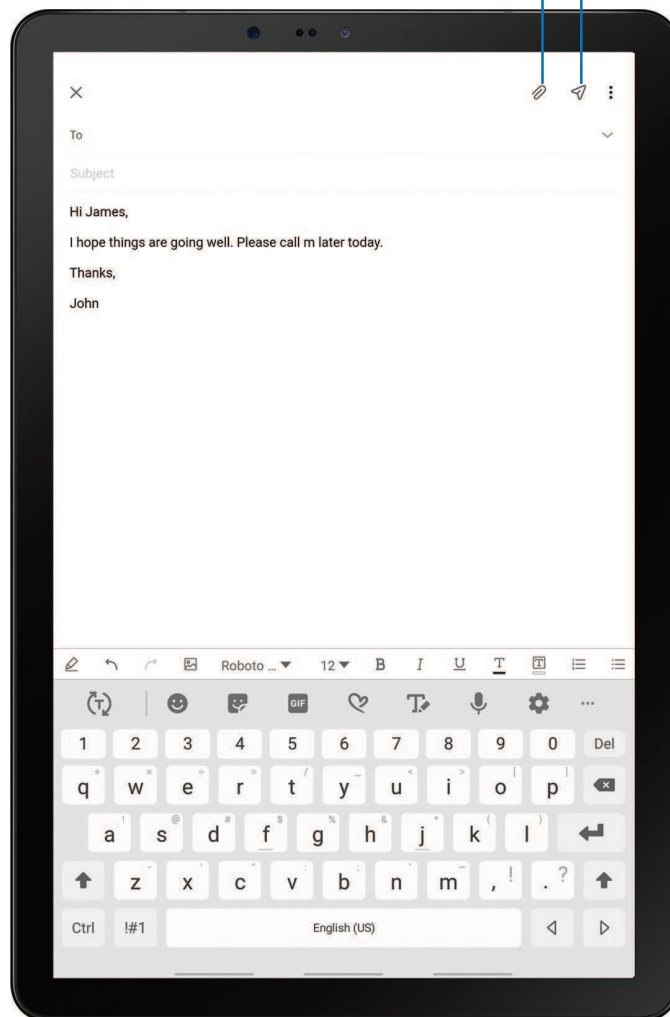 To
Subject
Hi James,
I hope things are going well. Please call m later today.
Thanks,
John
Roboto ... 12 B I U T T
T GIF T
1 2 3 4 5 6 7 8 9 0 Del
q + w × e ÷ r = t / y _ u < i > o [ p ]
a ! s @ d # f $ g % h & j * k ( l )
z - x ' c " v : b ; n ' m ~ , ! . ?
Ctrl !#1 English (US)